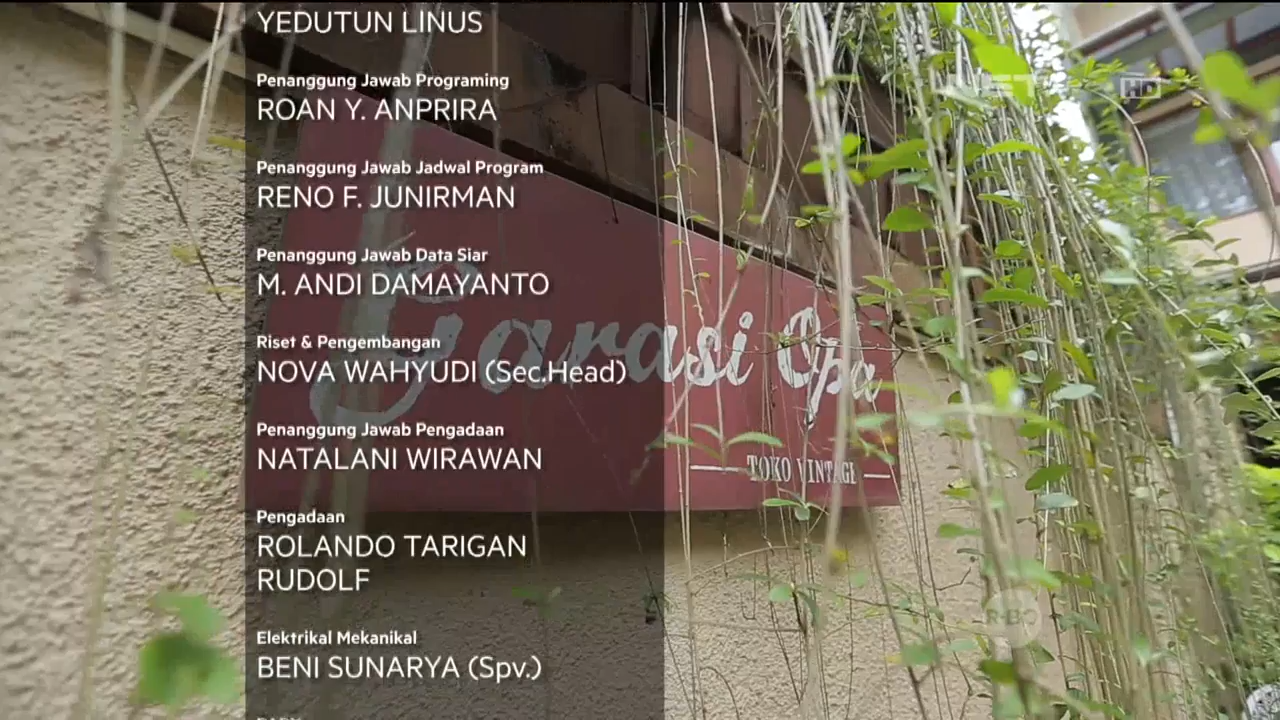 YEDUTUN LINUS
Penanggung Jawab Programing
ROAN Y. ANPRIRA
Penanggung Jawab Jadwal Program
RENO F. JUNIRMAN
Penanggung Jawab Data Siar
M. ANDI DAMAYANTO
Riset & Pengembangan
NOVA WAHYUDI (Sec.Head)
Penanggung Jawab Pengadaan
NATALANI WIRAWAN
Pengadaan
ROLANDO TARIGAN
RUDOLF
Elektrikal Mekanikal
BENI SUNARYA (Spv.)
Garasi Opa
TOKO VINTAGE
NET
HD
R-BO